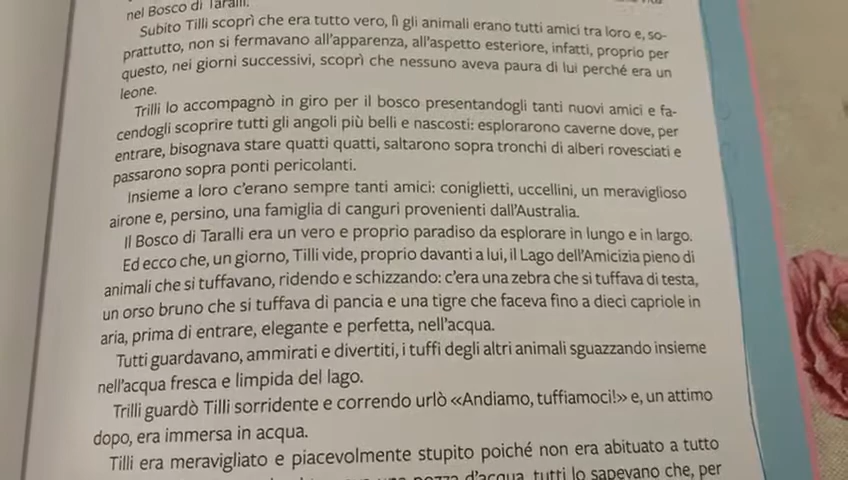 nel Bosco di Taralli.
Subito Tilli scoprì che era tutto vero, lì gli animali erano tutti amici tra loro e, so-
prattutto, non si fermavano all'apparenza, all'aspetto esteriore, infatti, proprio per
questo, nei giorni successivi, scoprì che nessuno aveva paura di lui perché era un
leone.
Trilli lo accompagnò in giro per il bosco presentandogli tanti nuovi amici e fa-
cendogli scoprire tutti gli angoli più belli e nascosti: esplorarono caverne dove, per
entrare, bisognava stare quatti quatti, saltarono sopra tronchi di alberi rovesciati e
passarono sopra ponti pericolanti.
Insieme a loro c'erano sempre tanti amici: coniglietti, uccellini, un meraviglioso
airone e, persino, una famiglia di canguri provenienti dall'Australia.
Il Bosco di Taralli era un vero e proprio paradiso da esplorare in lungo e in largo.
Ed ecco che, un giorno, Tilli vide, proprio davanti a lui, il Lago dell'Amicizia pieno di
animali che si tuffavano, ridendo e schizzando: c'era una zebra che si tuffava di testa,
un orso bruno che si tuffava di pancia e una tigre che faceva fino a dieci capriole in
aria, prima di entrare, elegante e perfetta, nell'acqua.
Tutti guardavano, ammirati e divertiti, i tuffi degli altri animali sguazzando insieme
nell'acqua fresca e limpida del lago.
Trilli guardò Tilli sorridente e correndo urlò «Andiamo, tuffiamoci!» e, un attimo
dopo, era immersa in acqua.
Tilli era meravigliato e piacevolmente stupito poiché non era abituato a tutto
pozza d'acqua, tutti lo sapevano che, per